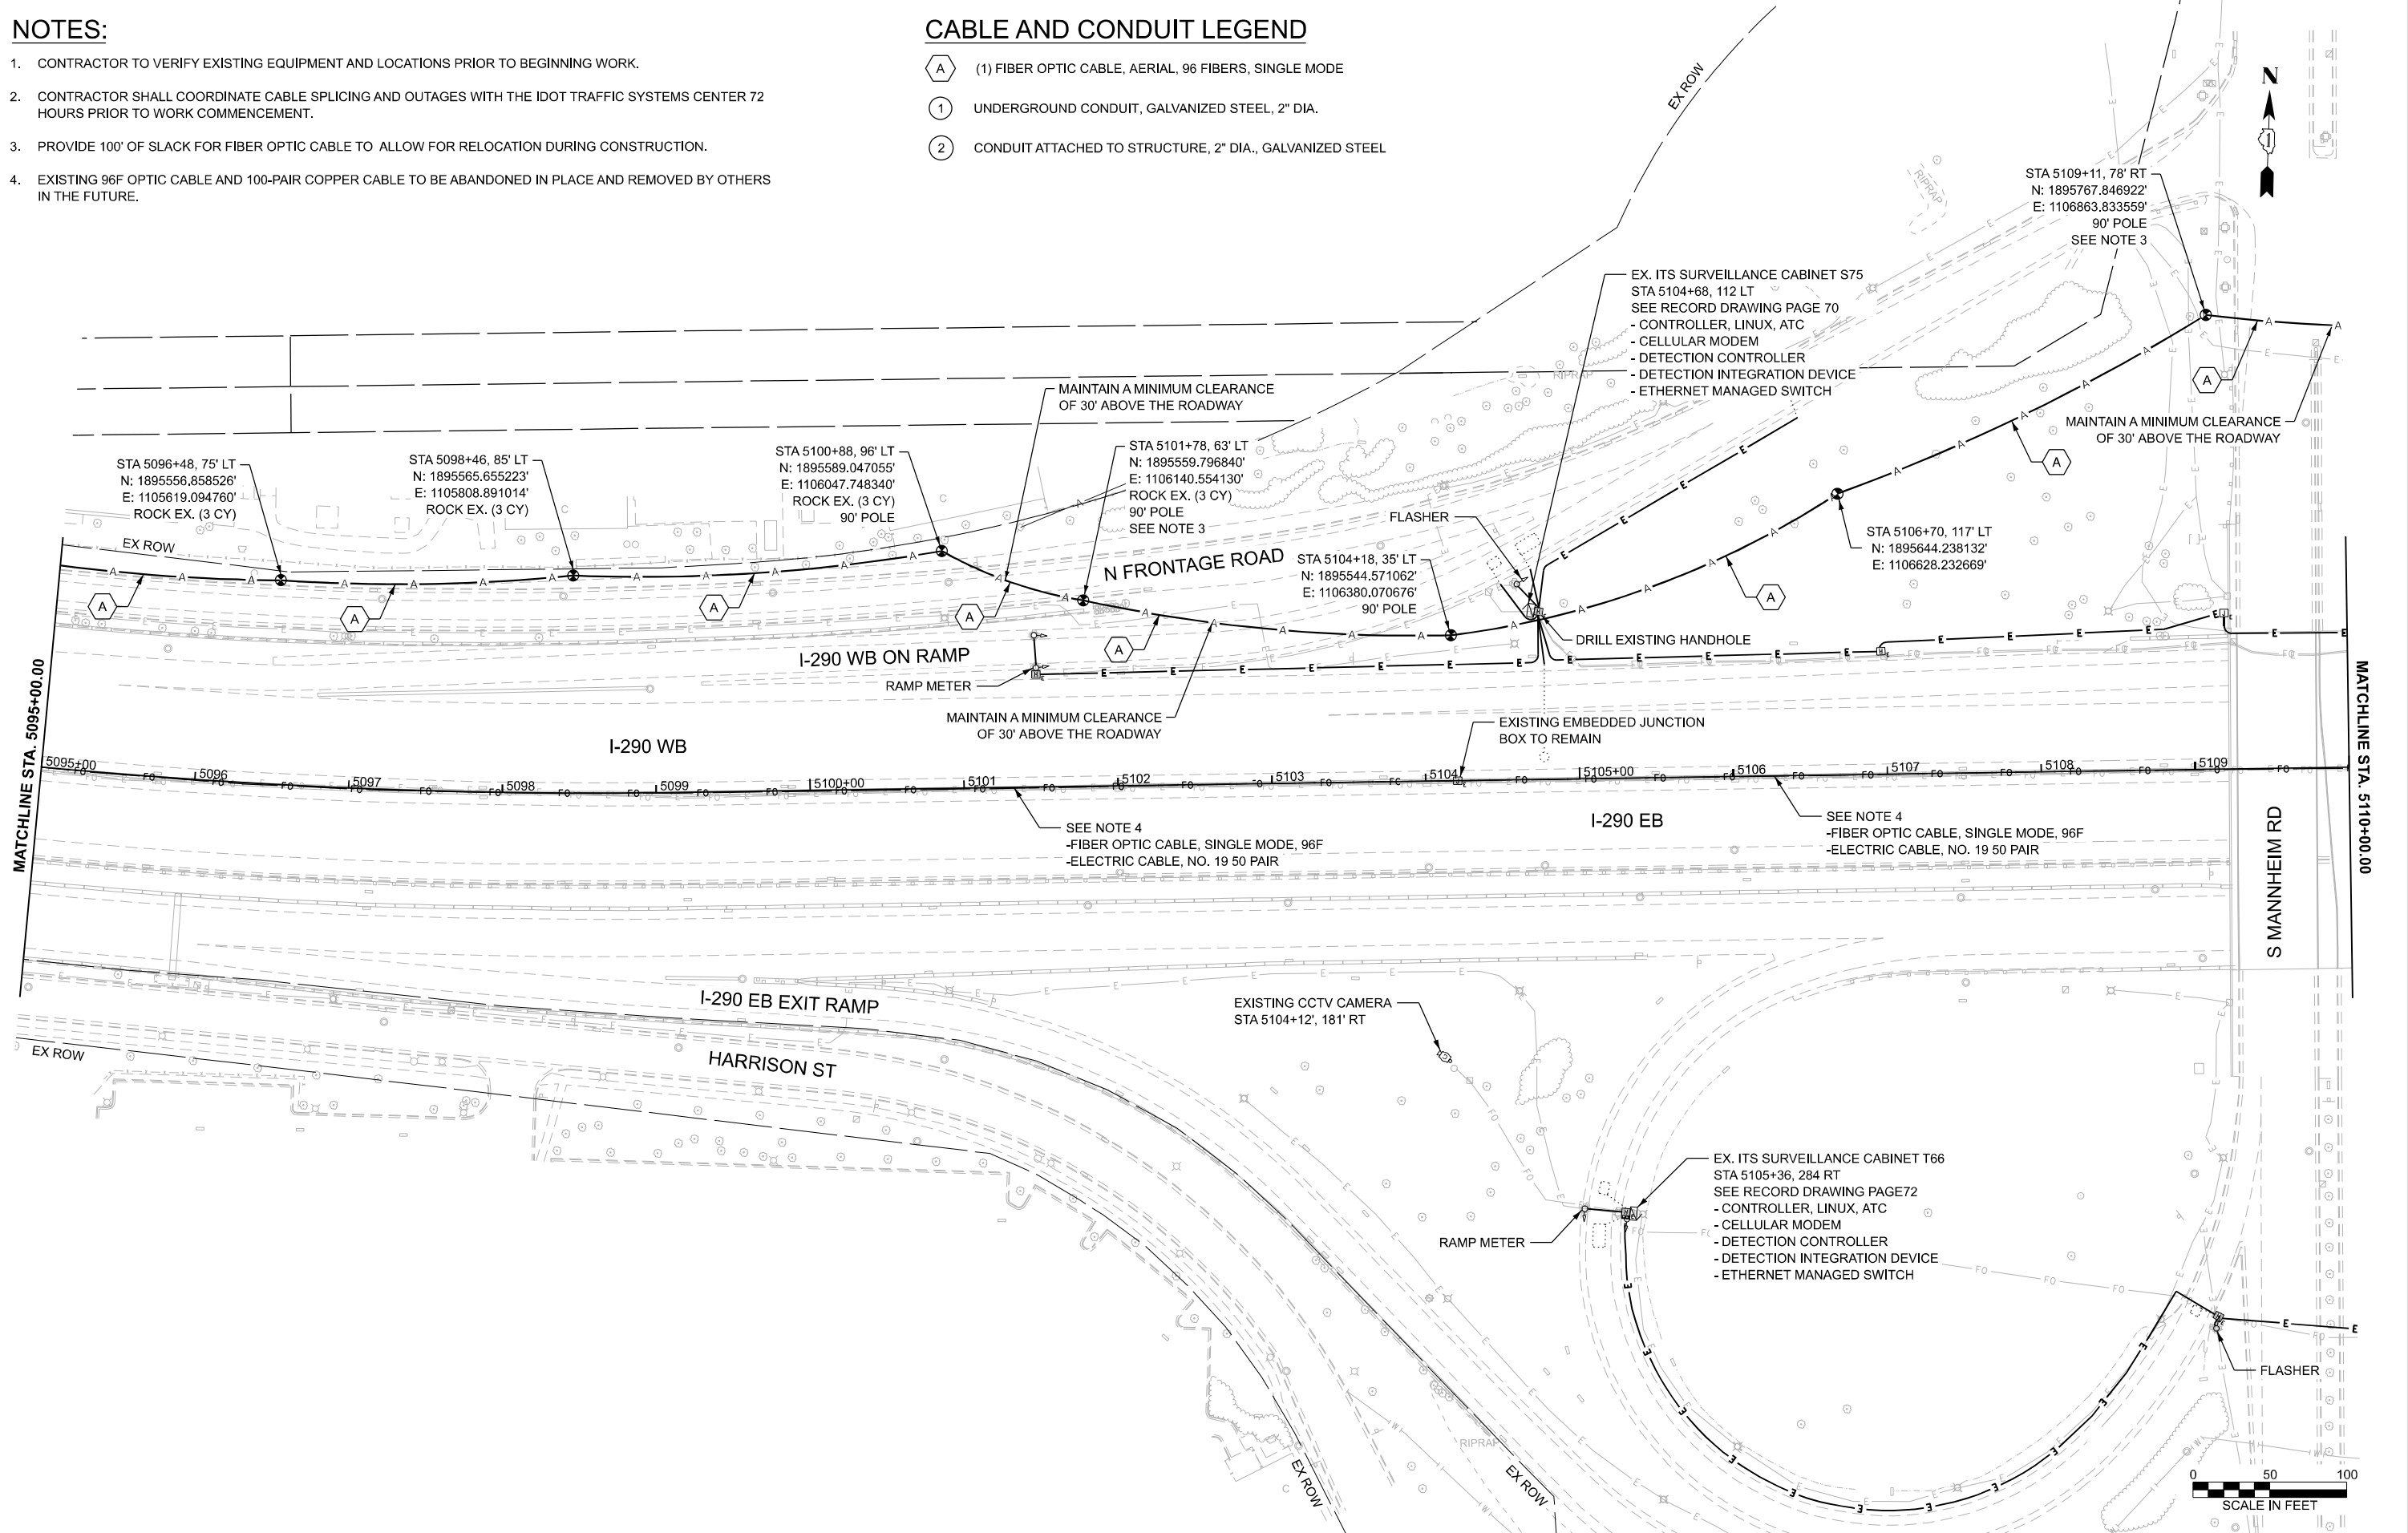 NOTES:
1. CONTRACTOR TO VERIFY EXISTING EQUIPMENT AND LOCATIONS PRIOR TO BEGINNING WORK.
2. CONTRACTOR SHALL COORDINATE CABLE SPLICING AND OUTAGES WITH THE IDOT TRAFFIC SYSTEMS CENTER 72
HOURS PRIOR TO WORK COMMENCEMENT.
3. PROVIDE 100' OF SLACK FOR FIBER OPTIC CABLE TO ALLOW FOR RELOCATION DURING CONSTRUCTION.
4. EXISTING 96F OPTIC CABLE AND 100-PAIR COPPER CABLE TO BE ABANDONED IN PLACE AND REMOVED BY OTHERS
IN THE FUTURE.
CABLE AND CONDUIT LEGEND
A (1) FIBER OPTIC CABLE, AERIAL, 96 FIBERS, SINGLE MODE
1 UNDERGROUND CONDUIT, GALVANIZED STEEL, 2" DIA.
2 CONDUIT ATTACHED TO STRUCTURE, 2" DIA., GALVANIZED STEEL
EX ROW
N
1
RIPRAP
STA 5109+11, 78' RT
N: 1895767.846922'
E: 1106863.833559'
90' POLE
SEE NOTE 3
EX. ITS SURVEILLANCE CABINET S75
STA 5104+68, 112 LT
SEE RECORD DRAWING PAGE 70
- CONTROLLER, LINUX, ATC
- CELLULAR MODEM
- DETECTION CONTROLLER
- DETECTION INTEGRATION DEVICE
- ETHERNET MANAGED SWITCH
RIPRAP
A
MAINTAIN A MINIMUM CLEARANCE
OF 30' ABOVE THE ROADWAY
MAINTAIN A MINIMUM CLEARANCE
OF 30' ABOVE THE ROADWAY
A
STA 5096+48, 75' LT
N: 1895556.858526'
E: 1105619.094760'
ROCK EX. (3 CY)
STA 5098+46, 85' LT
N: 1895565.655223'
E: 1105808.891014'
ROCK EX. (3 CY)
STA 5100+88, 96' LT
N: 1895589.047055'
E: 1106047.748340'
ROCK EX. (3 CY)
90' POLE
STA 5101+78, 63' LT
N: 1895559.796840'
E: 1106140.554130'
ROCK EX. (3 CY)
90' POLE
SEE NOTE 3
FLASHER
STA 5106+70, 117' LT
N: 1895644.238132'
E: 1106628.232669'
EX ROW
N FRONTAGE ROAD
STA 5104+18, 35' LT
N: 1895544.571062'
E: 1106380.070676'
90' POLE
A
A
A
A
A
A
DRILL EXISTING HANDHOLE
I-290 WB ON RAMP
RAMP METER
MAINTAIN A MINIMUM CLEARANCE
OF 30' ABOVE THE ROADWAY
EXISTING EMBEDDED JUNCTION
BOX TO REMAIN
I-290 WB
MATCHLINE STA. 5095+00.00
MATCHLINE STA. 5110+00.00
5095+00
5096
5097
5098
5099
5100+00
5101
5102
5103
5104
5105+00
5106
5107
5108
5109
SEE NOTE 4
-FIBER OPTIC CABLE, SINGLE MODE, 96F
-ELECTRIC CABLE, NO. 19 50 PAIR
I-290 EB
SEE NOTE 4
-FIBER OPTIC CABLE, SINGLE MODE, 96F
-ELECTRIC CABLE, NO. 19 50 PAIR
S MANNHEIM RD
I-290 EB EXIT RAMP
EXISTING CCTV CAMERA
STA 5104+12', 181' RT
EX ROW
HARRISON ST
EX. ITS SURVEILLANCE CABINET T66
STA 5105+36, 284 RT
SEE RECORD DRAWING PAGE72
- CONTROLLER, LINUX, ATC
- CELLULAR MODEM
- DETECTION CONTROLLER
- DETECTION INTEGRATION DEVICE
- ETHERNET MANAGED SWITCH
RAMP METER
FLASHER
RIPRAP
EX ROW
EX ROW
0 50 100
SCALE IN FEET